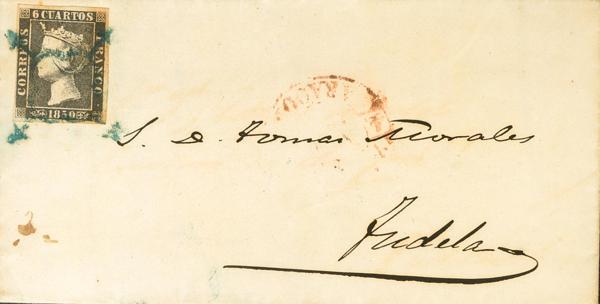 6 CUARTOS
CORREOS
FRANCO
1850
S. D. Tomas Morales
Tudela